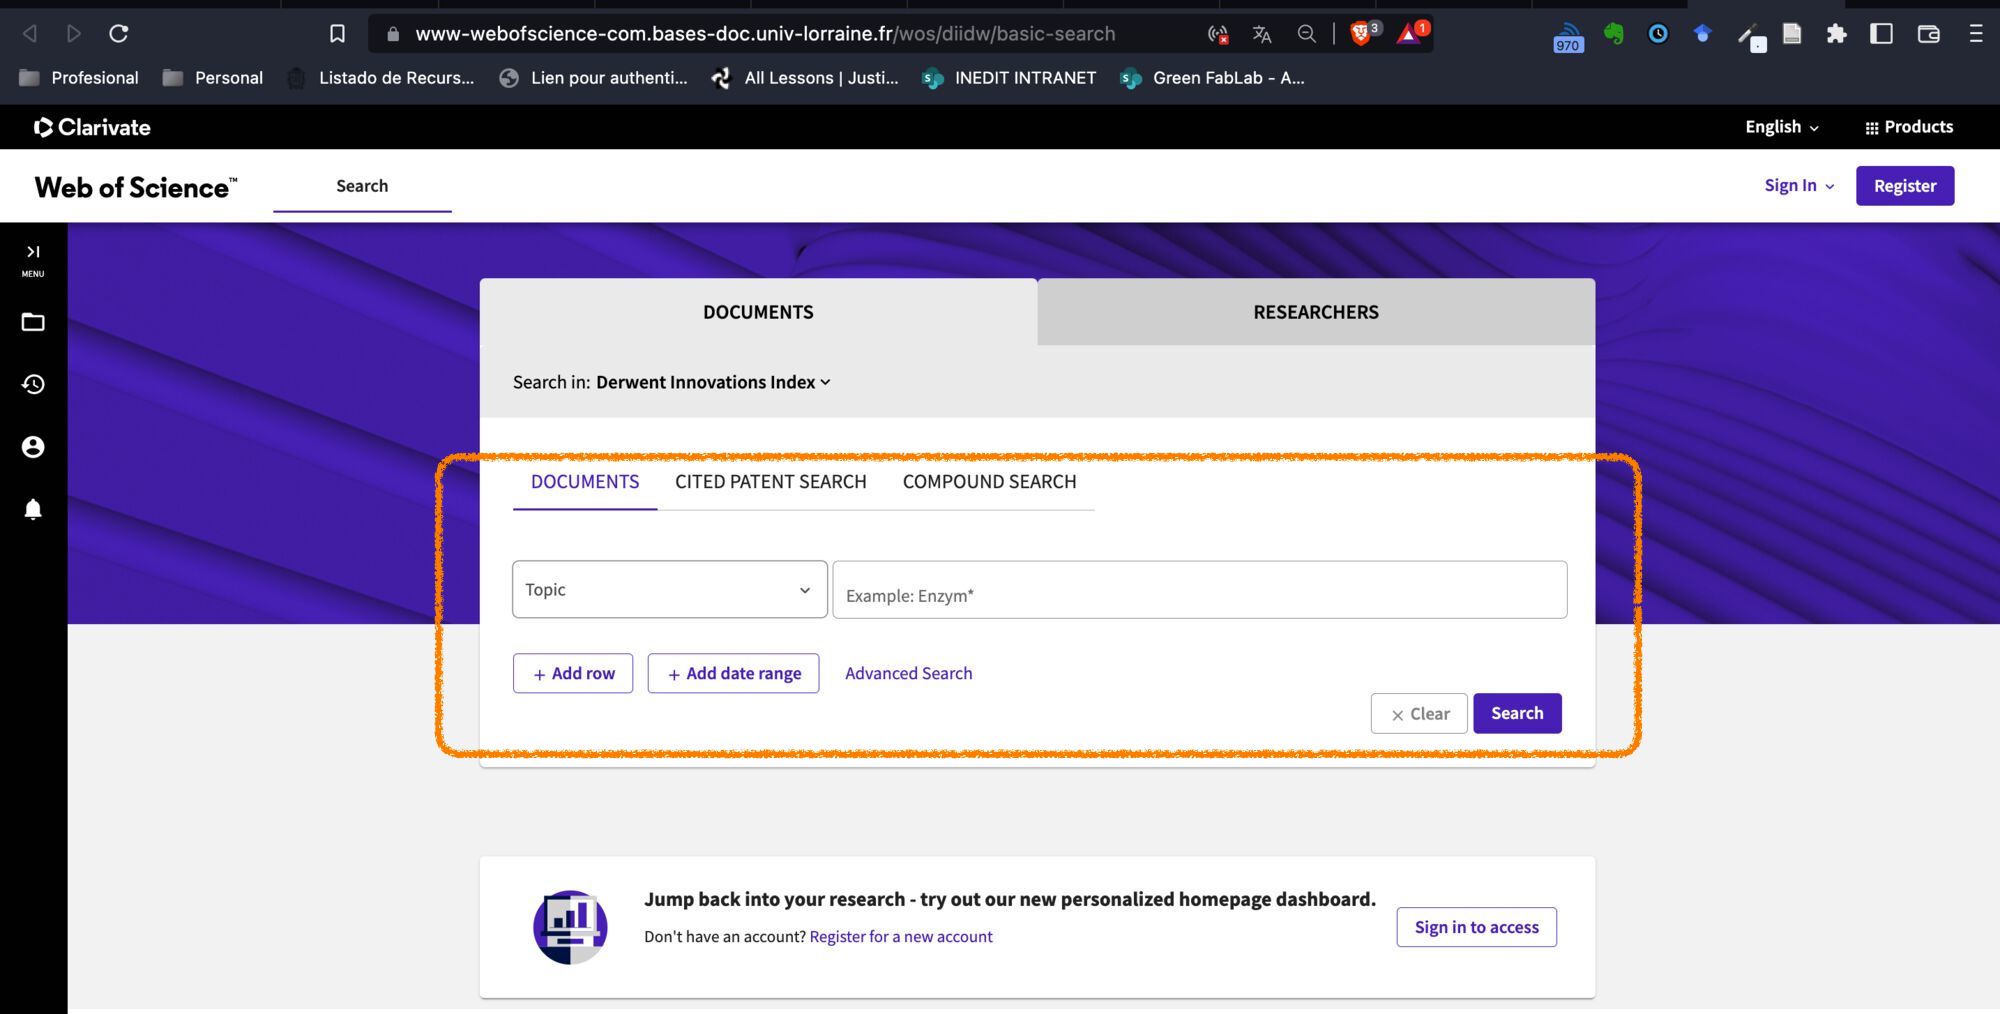 www-webofscience-com.bases-doc.univ-lorraine.fr/wos/diidw/basic-search
3
1
970
Profesional
Personal
Listado de Recurs...
Lien pour authenti...
All Lessons | Justi...
INEDIT INTRANET
Green FabLab - A...
Clarivate
English
Products
Web of Science™
Search
Sign In
Register
MENU
DOCUMENTS
RESEARCHERS
Search in: Derwent Innovations Index
DOCUMENTS
CITED PATENT SEARCH
COMPOUND SEARCH
Topic
Example: Enzym*
+ Add row
+ Add date range
Advanced Search
× Clear
Search
Jump back into your research - try out our new personalized homepage dashboard.
Don't have an account? Register for a new account
Sign in to access